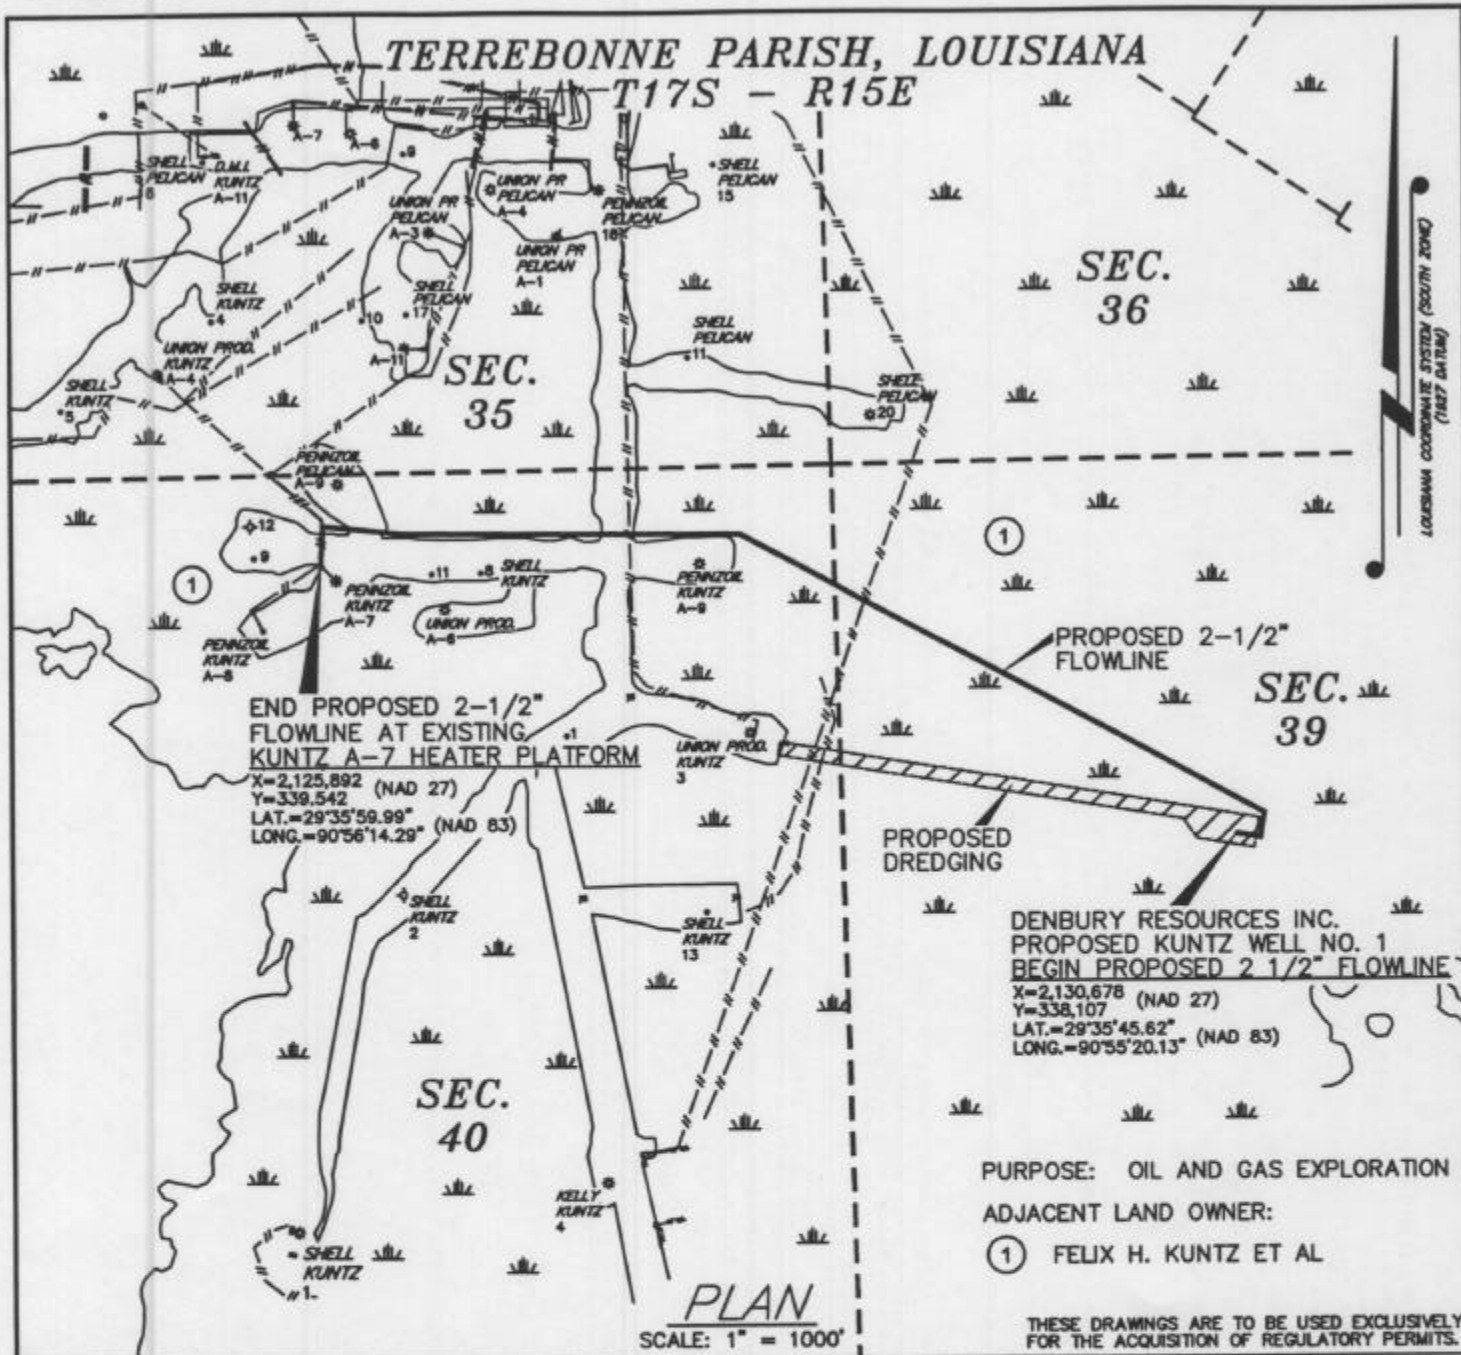 TERREBONNE PARISH, LOUISIANA
T17S - R15E
A-7
A-6
9
SHELL
PELICAN
6
D.M.I.
KUNTZ
A-11
UNION PR
PELICAN
A-3
UNION PR
PELICAN
A-4
PENNZOIL
PELICAN
18
SHELL
PELICAN
15
UNION PR
PELICAN
A-1
SEC.
36
LOUISIANA COORDINATE SYSTEM (SOUTH ZONE)
(1927 DATUM)
SHELL
KUNTZ
4
SHELL
PELICAN
17
10
A-11
UNION PROD.
KUNTZ
A-4
SHELL
KUNTZ
5
SEC.
35
SHELL
PELICAN
11
SHELL
PELICAN
20
PENNZOIL
PELICAN
A-9
12
9
1
1
PENNZOIL
KUNTZ
A-7
11
8
SHELL
KUNTZ
UNION PROD.
A-6
PENNZOIL
KUNTZ
A-9
PENNZOIL
KUNTZ
A-8
PROPOSED 2-1/2"
FLOWLINE
SEC.
39
END PROPOSED 2-1/2"
FLOWLINE AT EXISTING
KUNTZ A-7 HEATER PLATFORM
X=2,125,892 (NAD 27)
Y=339,542
LAT.=29°35'59.99"
LONG.=90°56'14.29" (NAD 83)
1
UNION PROD.
KUNTZ
3
PROPOSED
DREDGING
SHELL
KUNTZ
2
SHELL
KUNTZ
13
DENBURY RESOURCES INC.
PROPOSED KUNTZ WELL NO. 1
BEGIN PROPOSED 2 1/2" FLOWLINE
X=2,130,678 (NAD 27)
Y=338,107
LAT.=29°35'45.62"
LONG.=90°55'20.13" (NAD 83)
SEC.
40
KELLY
KUNTZ
4
SHELL
KUNTZ
1
PURPOSE: OIL AND GAS EXPLORATION
ADJACENT LAND OWNER:
1 FELIX H. KUNTZ ET AL
PLAN
SCALE: 1" = 1000'
THESE DRAWINGS ARE TO BE USED EXCLUSIVELY
FOR THE ACQUISITION OF REGULATORY PERMITS.